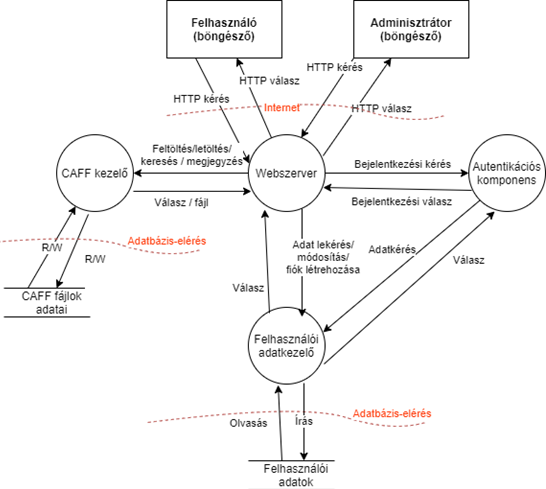 Felhasználó
(böngésző)
Adminisztrátor
(böngésző)
HTTP kérés
HTTP válasz
HTTP kérés
HTTP válasz
Internet
Feltöltés/letöltés/
keresés / megjegyzés
CAFF kezelő
Webszerver
Bejelentkezési kérés
Autentikációs
komponens
Válasz / fájl
Bejelentkezési válasz
R/W
Adatbázis-elérés
R/W
Adat lekérés/
módosítás/
fiók létrehozása
Adatkérés
Válasz
Válasz
CAFF fájlok
adatai
Felhasználói
adatkezelő
Adatbázis-elérés
Olvasás
Írás
Felhasználói
adatok